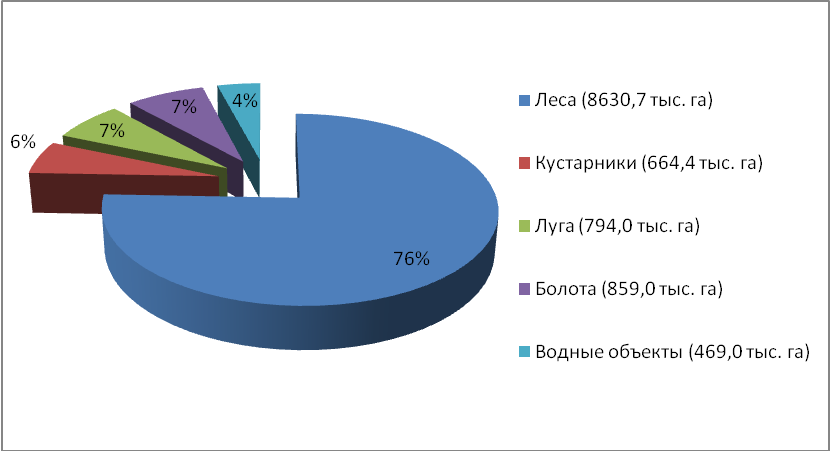 4%
7%
7%
6%
76%
Леса (8630,7 тыс. га)
Кустарники (664,4 тыс. га)
Луга (794,0 тыс. га)
Болота (859,0 тыс. га)
Водные объекты (469,0 тыс. га)